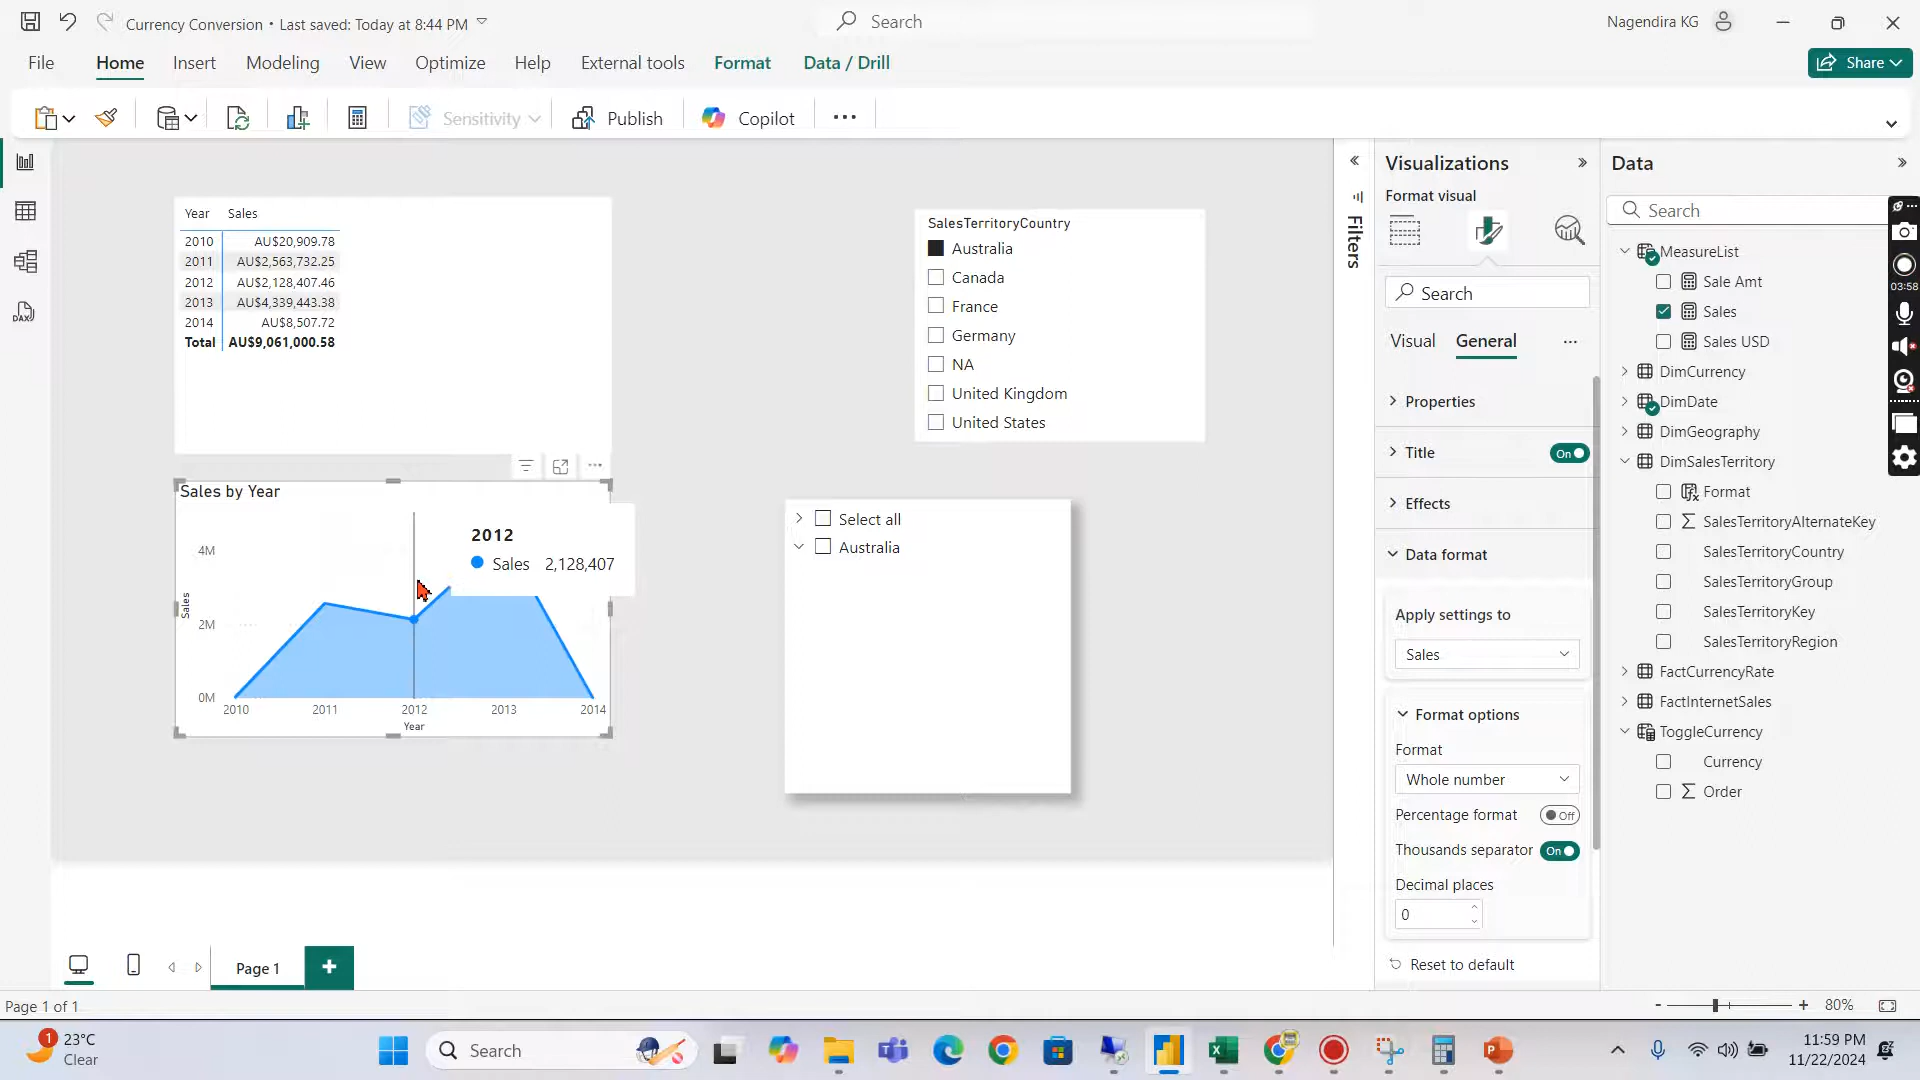 Currency Conversion • Last saved: Today at 8:44 PM
Search
Nagendira KG
File Home Insert Modeling View Optimize Help External tools Format Data / Drill
Share
Sensitivity Publish Copilot
Year Sales
2010 AU$20,909.78
2011 AU$2,563,732.25
2012 AU$2,128,407.46
2013 AU$4,339,443.38
2014 AU$8,507.72
Total AU$9,061,000.58
Sales by Year
4M
2M
0M
Sales
2012
Sales 2,128,407
2010 2011 2012 2013 2014
Year
SalesTerritoryCountry
Australia
Canada
France
Germany
NA
United Kingdom
United States
Select all
Australia
Filters
Visualizations
Format visual
Search
Visual General
Properties
Title On
Effects
Data format
Apply settings to
Sales
Format options
Format
Whole number
Percentage format Off
Thousands separator On
Decimal places
0
Reset to default
Data
Search
MeasureList
Sale Amt
Sales
Sales USD
DimCurrency
DimDate
DimGeography
DimSalesTerritory
Format
SalesTerritoryAlternateKey
SalesTerritoryCountry
SalesTerritoryGroup
SalesTerritoryKey
SalesTerritoryRegion
FactCurrencyRate
FactInternetSales
ToggleCurrency
Currency
Order
03:58
DAX
Page 1
Page 1 of 1
- + 80%
1
23°C
Clear
Search
11:59 PM
11/22/2024